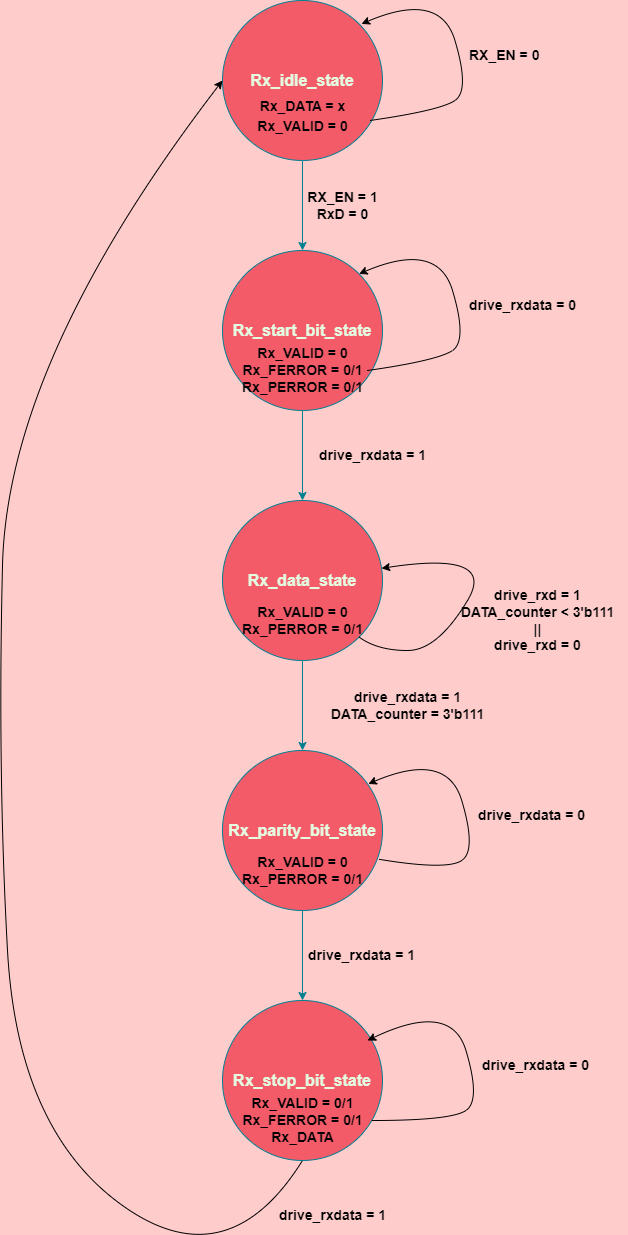 Rx_idle_state
Rx_DATA = x
Rx_VALID = 0
RX_EN = 0
RX_EN = 1
RxD = 0
Rx_start_bit_state
Rx_VALID = 0
Rx_FERROR = 0/1
Rx_PERROR = 0/1
drive_rxdata = 0
drive_rxdata = 1
Rx_data_state
Rx_VALID = 0
Rx_PERROR = 0/1
drive_rxd = 1
DATA_counter < 3'b111
||
drive_rxd = 0
drive_rxdata = 1
DATA_counter = 3'b111
Rx_parity_bit_state
Rx_VALID = 0
Rx_PERROR = 0/1
drive_rxdata = 0
drive_rxdata = 1
Rx_stop_bit_state
Rx_VALID = 0/1
Rx_FERROR = 0/1
Rx_DATA
drive_rxdata = 0
drive_rxdata = 1